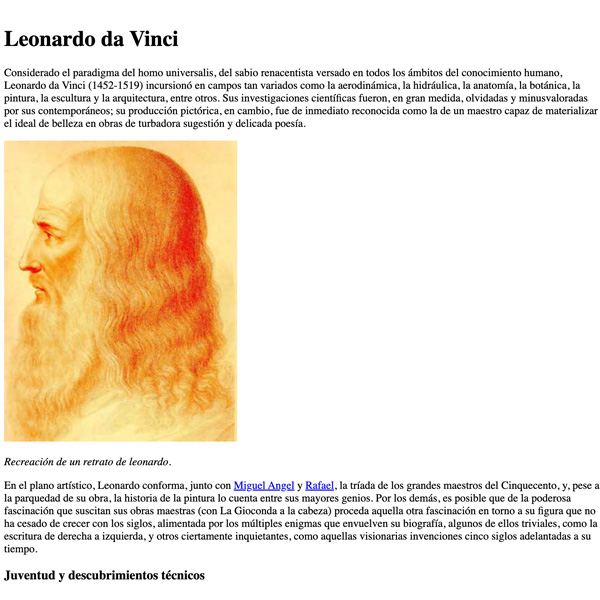 Leonardo da Vinci
Considerado el paradigma del homo universalis, del sabio renacentista versado en todos los ámbitos del conocimiento humano,
Leonardo da Vinci (1452-1519) incursionó en campos tan variados como la aerodinámica, la hidráulica, la anatomía, la botánica, la
pintura, la escultura y la arquitectura, entre otros. Sus investigaciones científicas fueron, en gran medida, olvidadas y minusvaloradas
por sus contemporáneos; su producción pictórica, en cambio, fue de inmediato reconocida como la de un maestro capaz de materializar
el ideal de belleza en obras de turbadora sugestión y delicada poesía.
Recreación de un retrato de leonardo.
En el plano artístico, Leonardo conforma, junto con Miguel Angel y Rafael, la tríada de los grandes maestros del Cinquecento, y, pese a
la parquedad de su obra, la historia de la pintura lo cuenta entre sus mayores genios. Por los demás, es posible que de la poderosa
fascinación que suscitan sus obras maestras (con La Gioconda a la cabeza) proceda aquella otra fascinación en torno a su figura que no
ha cesado de crecer con los siglos, alimentada por los múltiples enigmas que envuelven su biografía, algunos de ellos triviales, como la
escritura de derecha a izquierda, y otros ciertamente inquietantes, como aquellas visionarias invenciones cinco siglos adelantadas a su
tiempo.
Juventud y descubrimientos técnicos